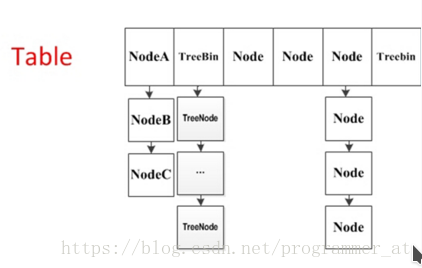 Table
NodeA TreeBin Node Node Node Treebin
NodeB TreeNode Node
NodeC ... Node
TreeNode Node
https://blog.csdn.net/programmer_at